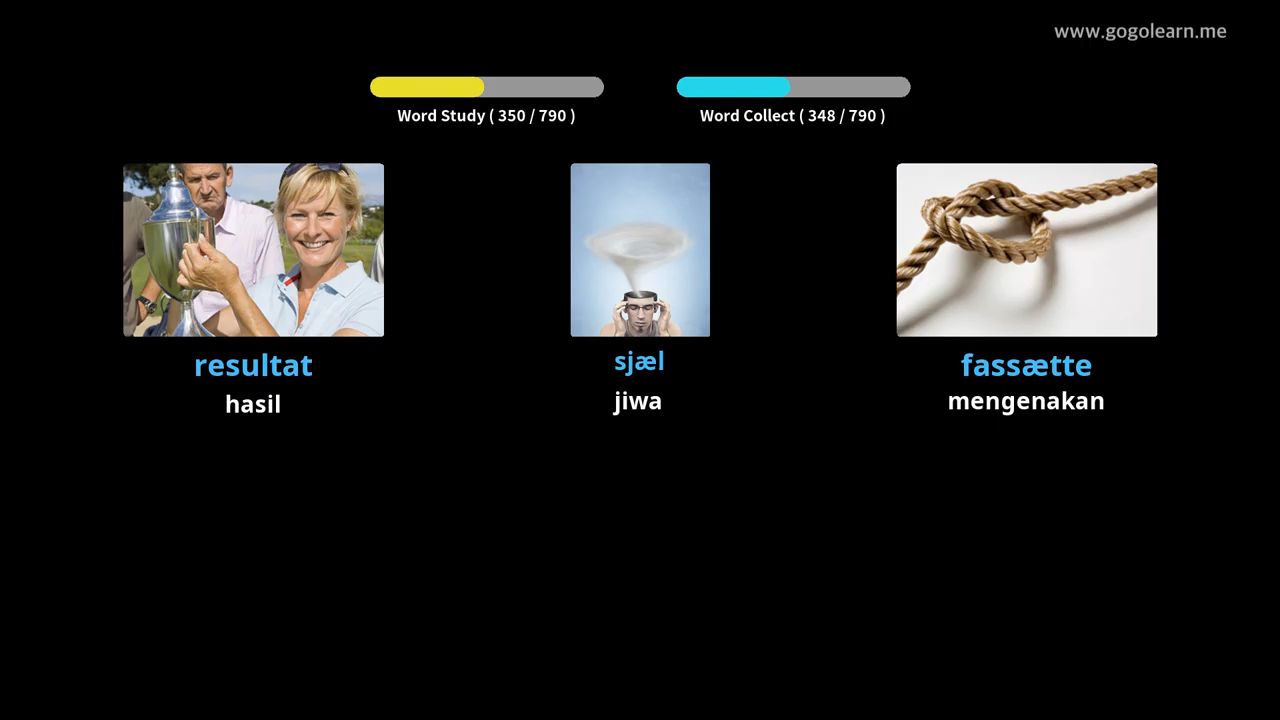 www.gogolearn.me
Word Study ( 350 / 790 )
Word Collect ( 348 / 790 )
resultat
hasil
sjæl
jiwa
fassætte
mengenakan